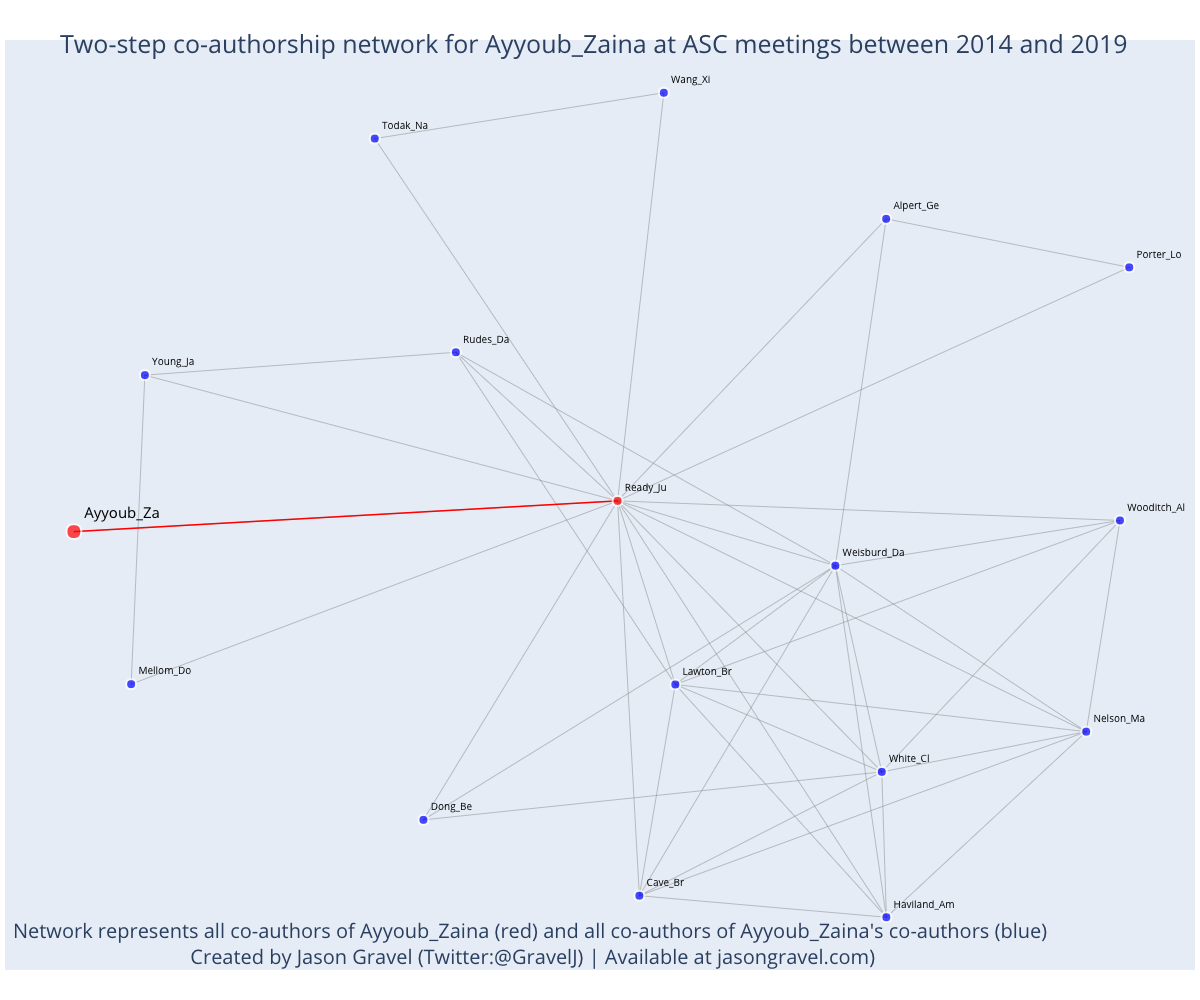 Two-step co-authorship network for Ayyoub_Zaina at ASC meetings between 2014 and 2019
Wang_Xi
Todak_Na
Alpert_Ge
Porter_Lo
Rudes_Da
Young_Ja
Ready_Ju
Ayyoub_Za
Wooditch_Al
Weisburd_Da
Mellom_Do
Lawton_Br
Nelson_Ma
White_Cl
Dong_Be
Cave_Br
Haviland_Am
Network represents all co-authors of Ayyoub_Zaina (red) and all co-authors of Ayyoub_Zaina's co-authors (blue)
Created by Jason Gravel (Twitter:@GravelJ) | Available at jasongravel.com)